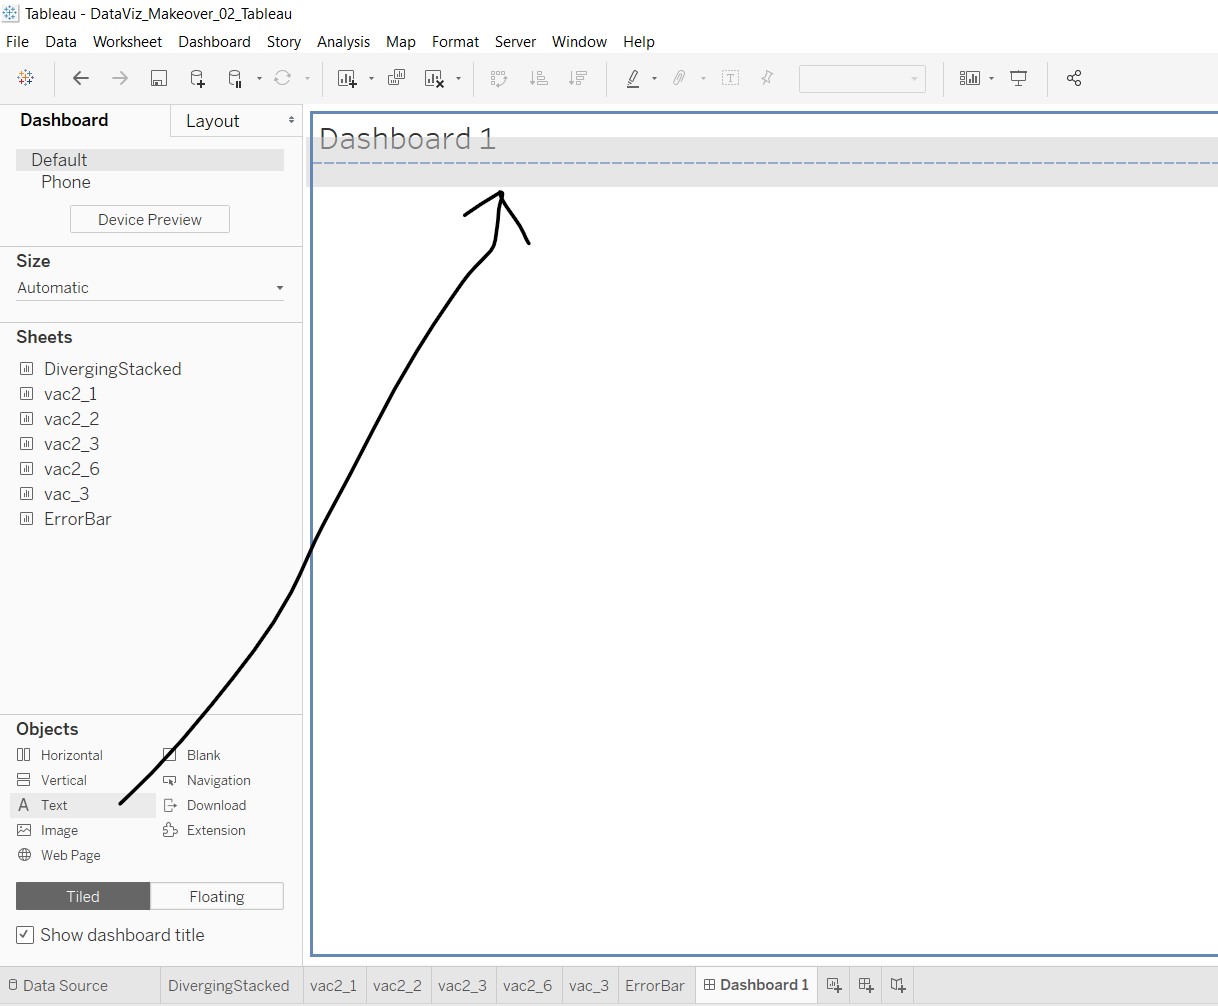 Tableau - DataViz_Makeover_02_Tableau
File Data Worksheet Dashboard Story Analysis Map Format Server Window Help
Dashboard Layout
Dashboard 1
Default
Phone
Device Preview
Size
Automatic
Sheets
DivergingStacked
vac2_1
vac2_2
vac2_3
vac2_6
vac_3
ErrorBar
Objects
Horizontal Blank
Vertical Navigation
A Text Download
Image Extension
Web Page
Tiled Floating
Show dashboard title
Data Source DivergingStacked vac2_1 vac2_2 vac2_3 vac2_6 vac_3 ErrorBar Dashboard 1